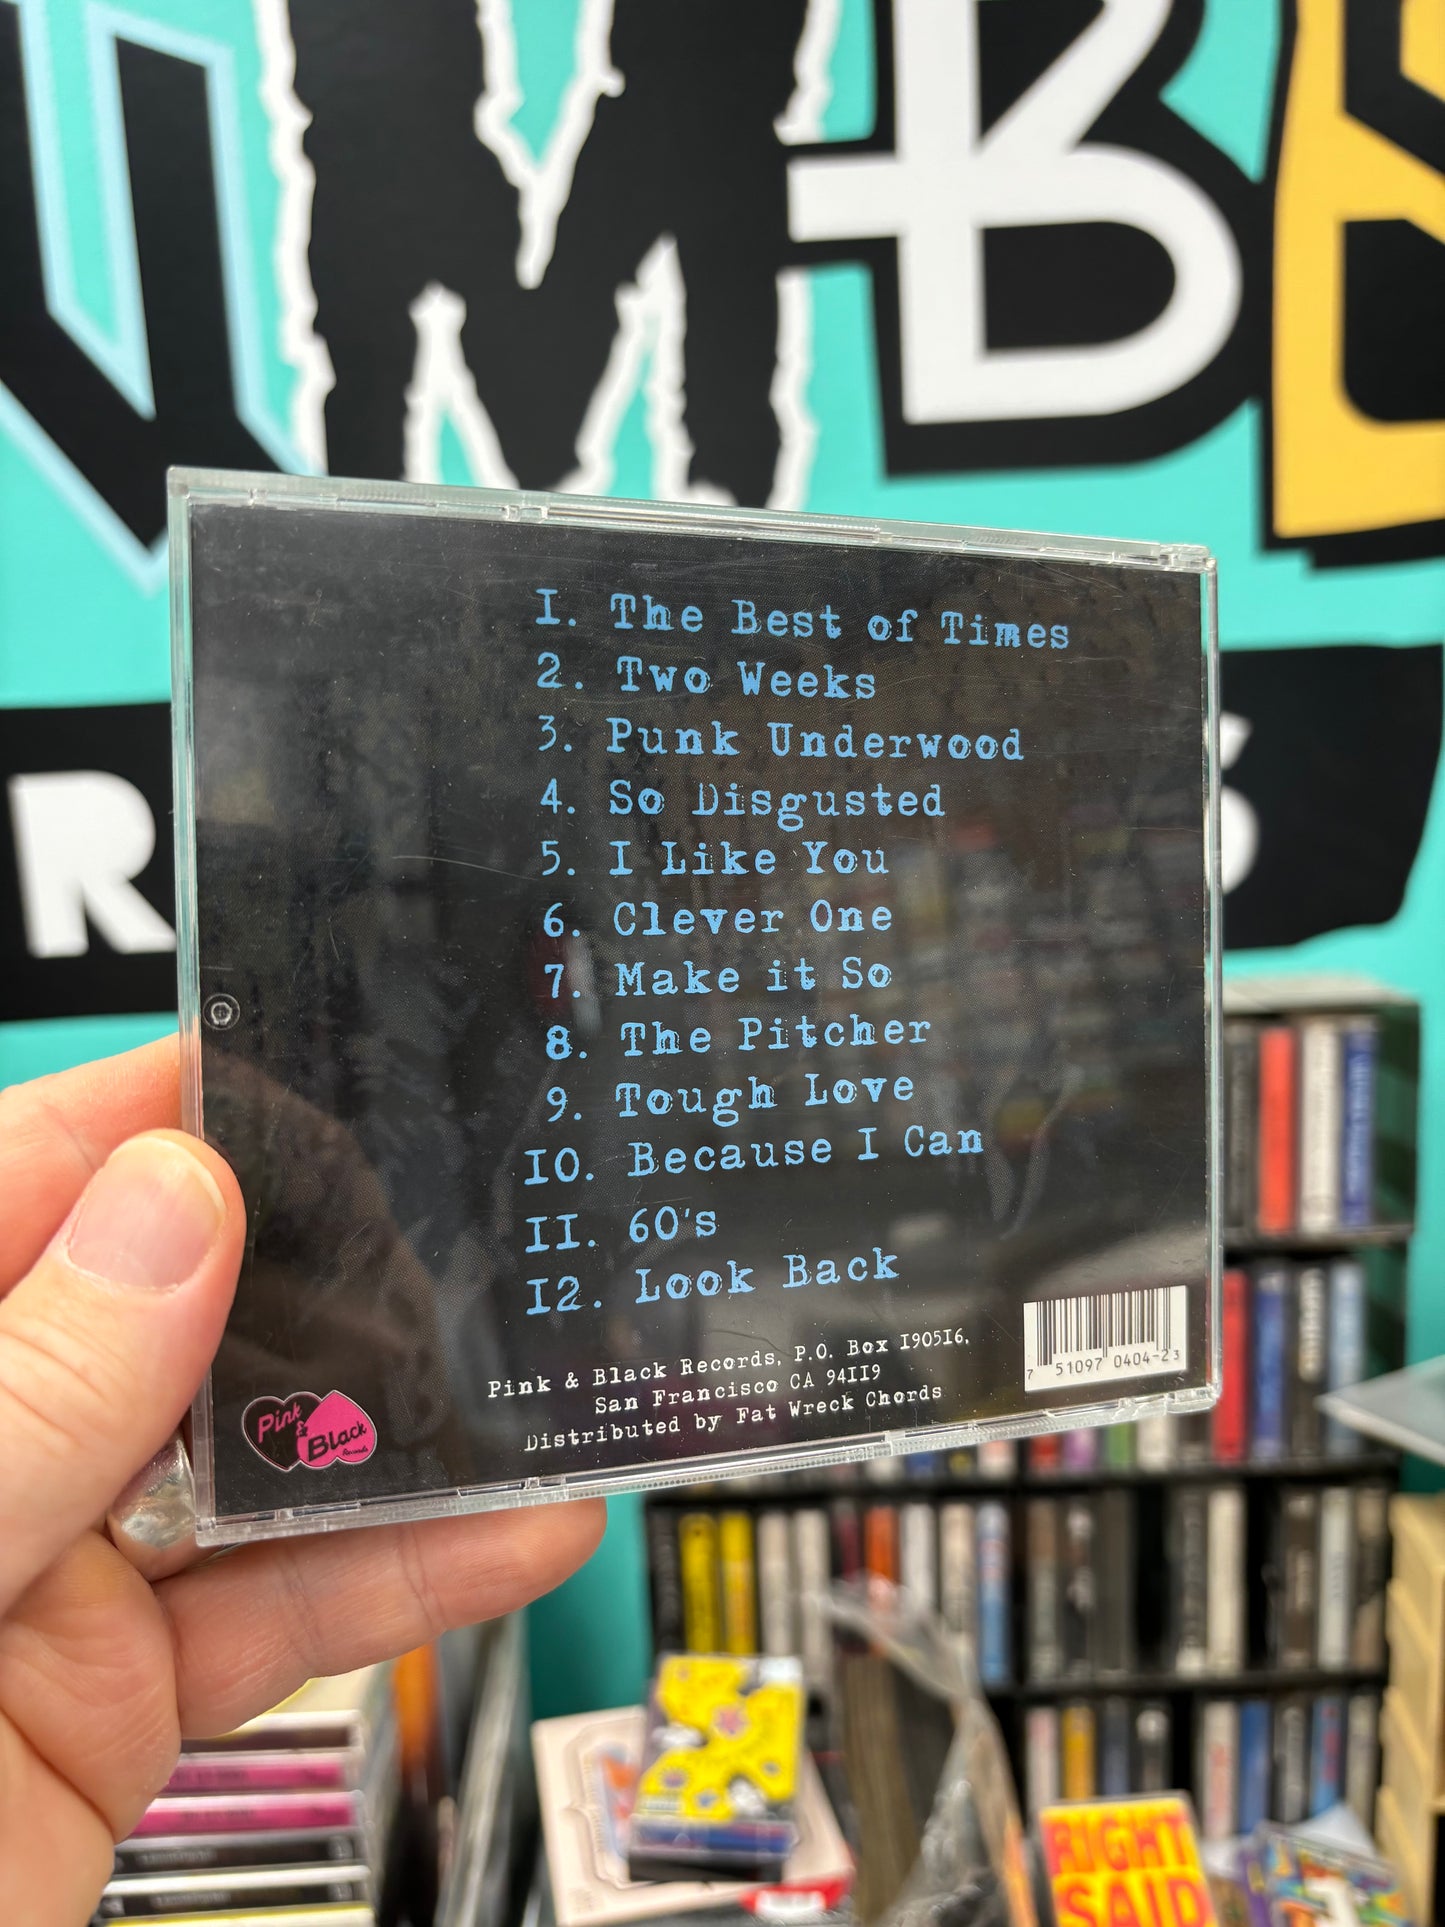 MB
R
1. The Best of Times
2. Two Weeks
3. Punk Underwood
4. So Disgusted
5. I Like You
6. Clever One
7. Make it So
8. The Pitcher
9. Tough Love
10. Because I Can
11. 60's
12. Look Back
Pink & Black Records, P.O. Box 190516,
San Francisco CA 94119
Distributed by Fat Wreck Chords
7 51097 0404-2 3
Pink
&
Black
Records
RIGHT
SAID